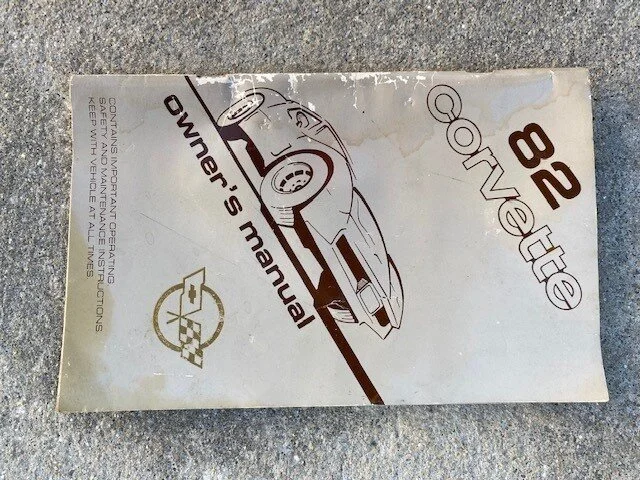 82
corvette
owner's manual
CONTAINS IMPORTANT OPERATING
SAFETY AND MAINTENANCE INSTRUCTIONS.
KEEP WITH VEHICLE AT ALL TIMES.